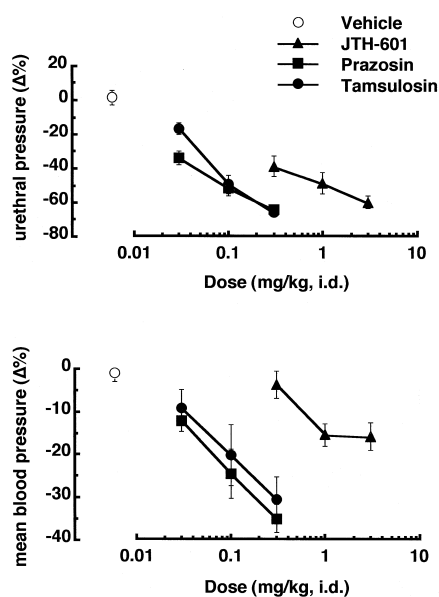 Vehicle
JTH-601
Prazosin
Tamsulosin
urethral pressure (Δ%)
20
0
-20
-40
-60
-80
0.01 0.1 1 10
Dose (mg/kg, i.d.)
mean blood pressure (Δ%)
0
-10
-20
-30
-40
0.01 0.1 1 10
Dose (mg/kg, i.d.)